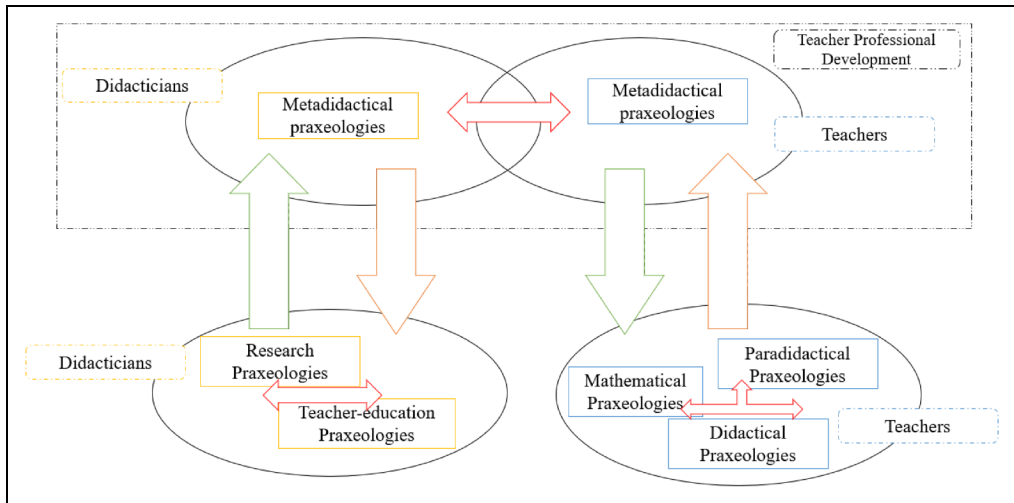 Teacher Professional
Development
Didacticians
Metadidactical
praxeologies
Metadidactical
praxeologies
Teachers
Didacticians
Research
Praxeologies
Teacher-education
Praxeologies
Paradidactical
Praxeologies
Mathematical
Praxeologies
Didactical
Praxeologies
Teachers